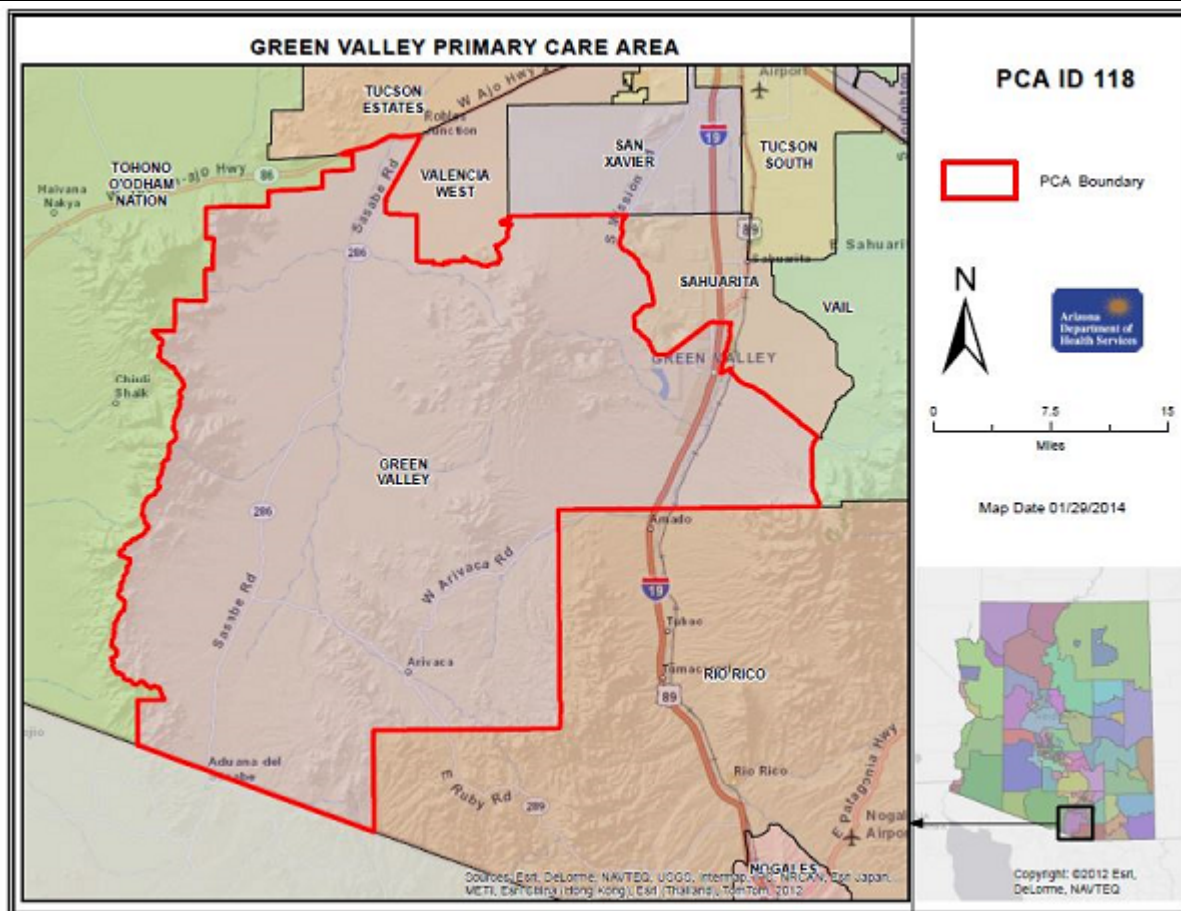 GREEN VALLEY PRIMARY CARE AREA
TUCSON
ESTATES
W Ajo Hwy
Robles
Junction
Airport
SAN
XAVIER
19
TUCSON
SOUTH
TOHONO
O'ODHAM
NATION
86
Haivana
Nakya
VALENCIA
WEST
Sasabe Rd
S Mission
286
89
Sahuarita
E Sahuarit
SAHUARITA
VAIL
GREEN VALLEY
GREEN
VALLEY
286
Amado
W Arivaca Rd
19
Sasabe Rd
Tubac
Arivaca
RIO RICO
89
Aduana del
Rio Rico
E Ruby Rd
289
E Patagonia Hwy
Nogal
Airpor
NOGALES
Sources: Esri, DeLorme, NAVTEQ, USGS, Intermap, iPC, NRCAN, Esri Japan,
METI, Esri China (Hong Kong), Esri (Thailand), TomTom, 2012
PCA ID 118
PCA Boundary
N
Arizona
Department of
Health Services
0 7.5 15
Miles
Map Date 01/29/2014
Copyright: ©2012 Esri,
DeLorme, NAVTEQ